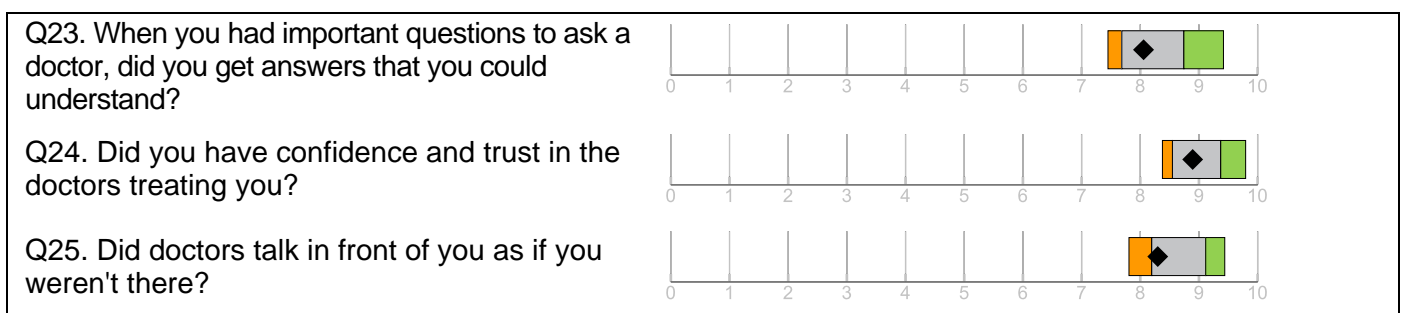 Q23. When you had important questions to ask a
doctor, did you get answers that you could
understand?
0 1 2 3 4 5 6 7 8 9 10
Q24. Did you have confidence and trust in the
doctors treating you?
0 1 2 3 4 5 6 7 8 9 10
Q25. Did doctors talk in front of you as if you
weren't there?
0 1 2 3 4 5 6 7 8 9 10